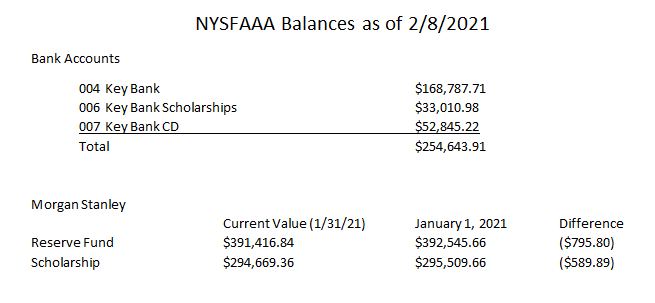 NYSFAAA Balances as of 2/8/2021
Bank Accounts
004 Key Bank $168,787.71
006 Key Bank Scholarships $33,010.98
007 Key Bank CD $52,845.22
Total $254,643.91
Morgan Stanley
Current Value (1/31/21) January 1, 2021 Difference
Reserve Fund $391,416.84 $392,545.66 ($795.80)
Scholarship $294,669.36 $295,509.66 ($589.89)